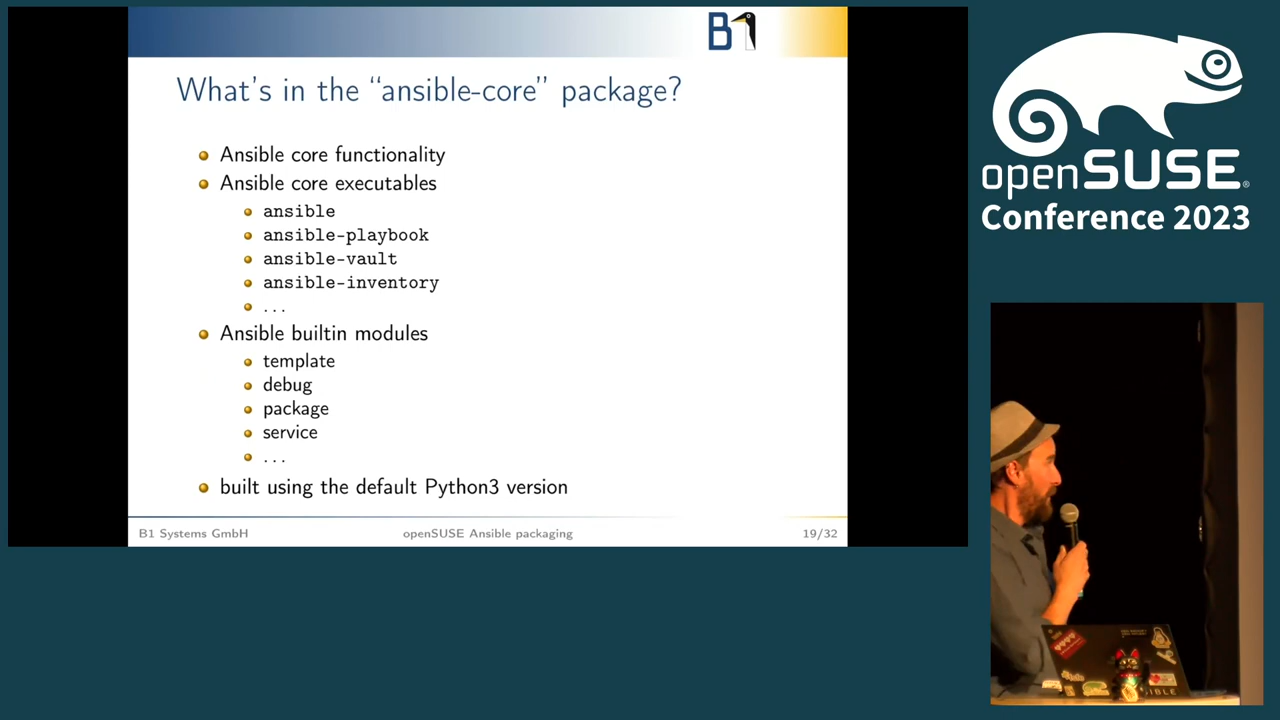 B1
What's in the “ansible-core” package?
Ansible core functionality
Ansible core executables
ansible
ansible-playbook
ansible-vault
ansible-inventory
...
Ansible builtin modules
template
debug
package
service
...
built using the default Python3 version
B1 Systems GmbH
openSUSE Ansible packaging
19/32
openSUSE®
Conference 2023